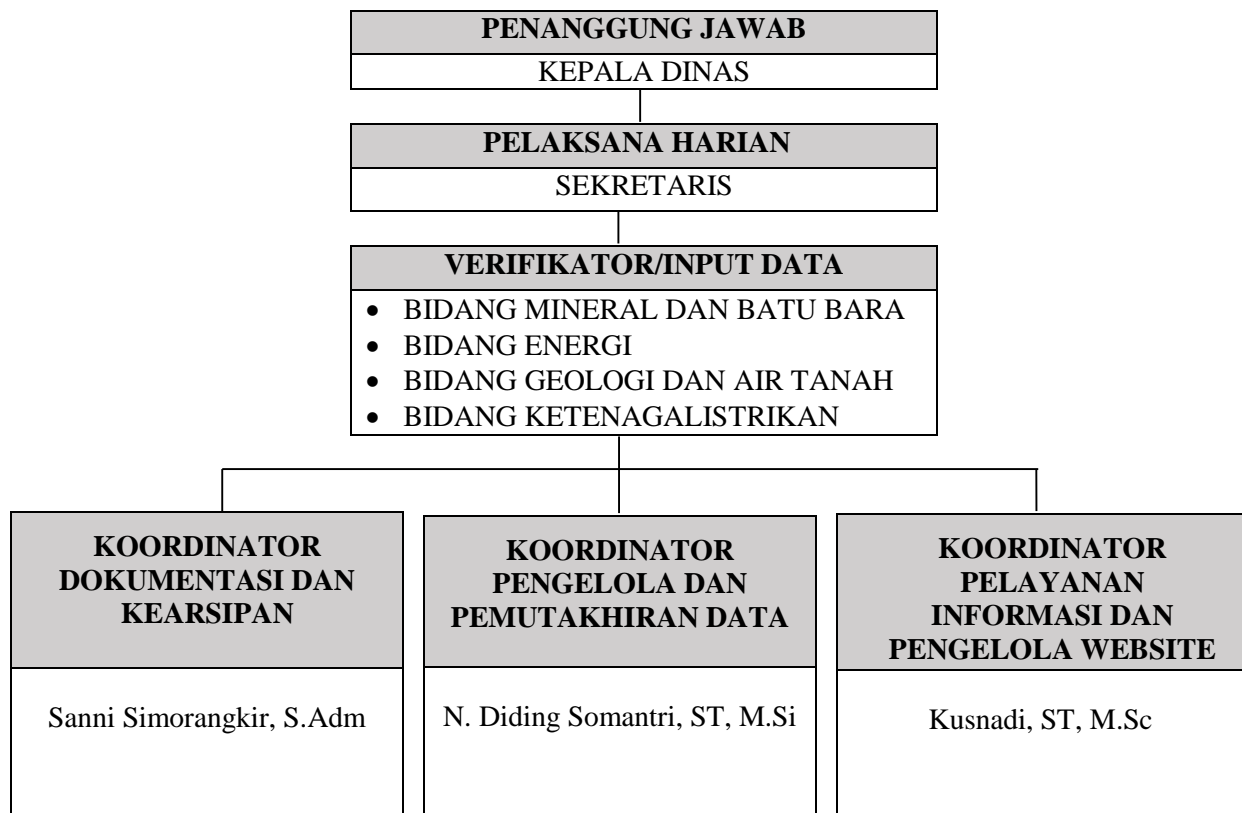 PENANGGUNG JAWAB
KEPALA DINAS
PELAKSANA HARIAN
SEKRETARIS
VERIFIKATOR/INPUT DATA
• BIDANG MINERAL DAN BATU BARA
• BIDANG ENERGI
• BIDANG GEOLOGI DAN AIR TANAH
• BIDANG KETENAGALISTRIKAN
KOORDINATOR
DOKUMENTASI DAN
KEARSIPAN
Sanni Simorangkir, S.Adm
KOORDINATOR
PENGELOLA DAN
PEMUTAKHIRAN DATA
N. Diding Somantri, ST, M.Si
KOORDINATOR
PELAYANAN
INFORMASI DAN
PENGELOLA WEBSITE
Kusnadi, ST, M.Sc